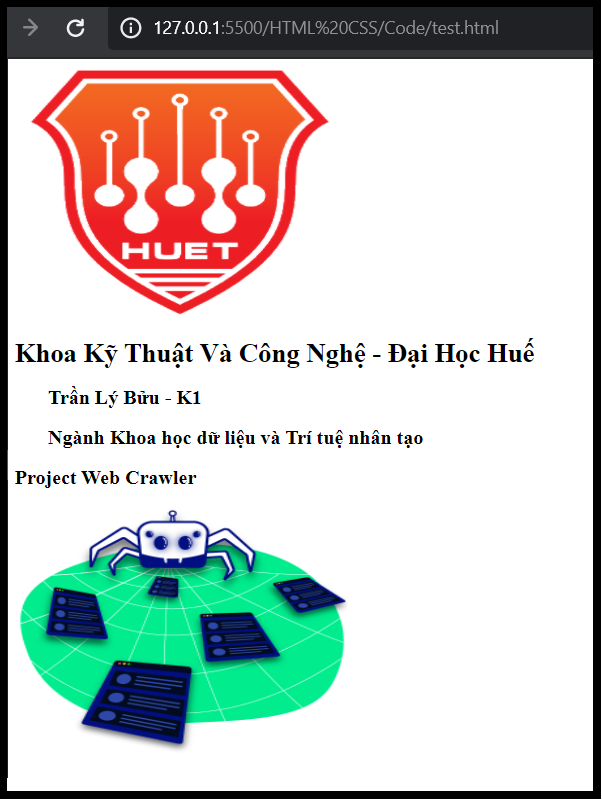 127.0.0.1:5500/HTML%20CSS/Code/test.html
HUET
Khoa Kỹ Thuật Và Công Nghệ - Đại Học Huế
Trần Lý Bửu - K1
Ngành Khoa học dữ liệu và Trí tuệ nhân tạo
Project Web Crawler